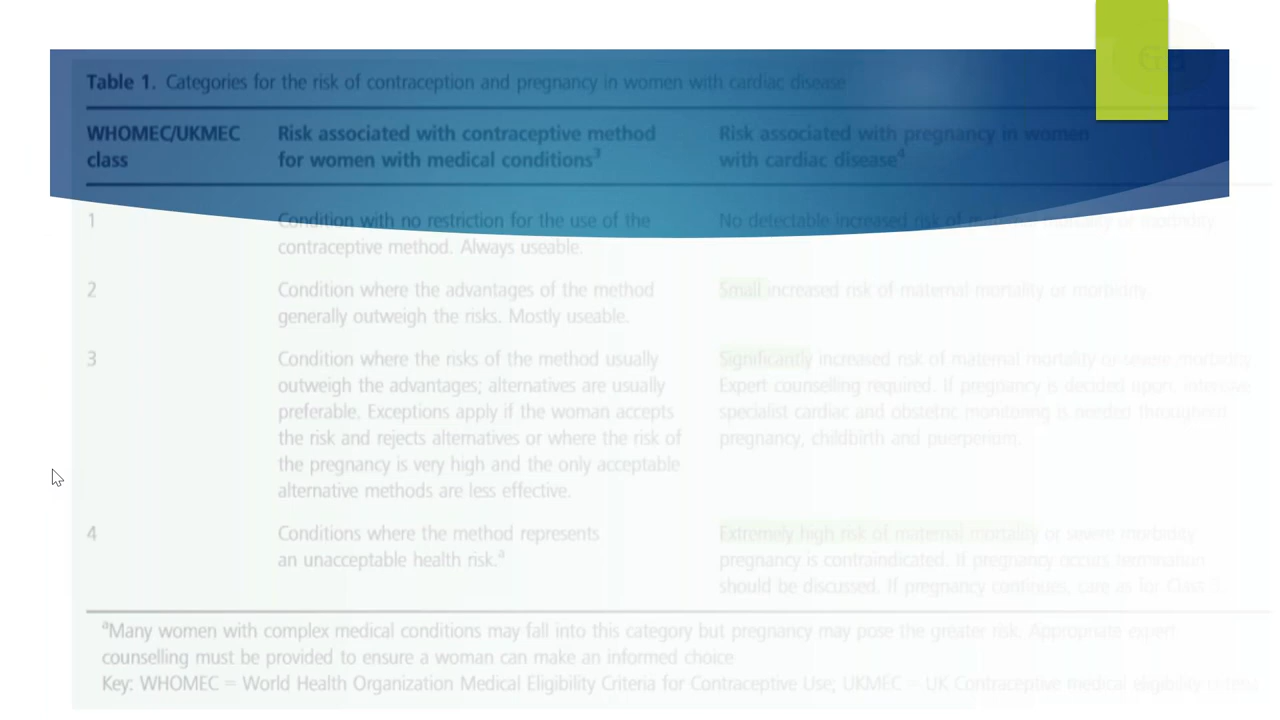 Table 1. Categories for the risk of contraception and pregnancy in women with cardiac disease
WHOMEC/UKMEC class
Risk associated with contraceptive method
for women with medical conditions3
Risk associated with pregnancy in women
with cardiac disease4
1
Condition with no restriction for the use of the
contraceptive method. Always useable.
No detectable increased risk of maternal mortality or morbidity
2
Condition where the advantages of the method
generally outweigh the risks. Mostly useable.
Small increased risk of maternal mortality or morbidity
3
Condition where the risks of the method usually
outweigh the advantages; alternatives are usually
preferable. Exceptions apply if the woman accepts
the risk and rejects alternatives or where the risk of
the pregnancy is very high and the only acceptable
alternative methods are less effective.
Significantly increased risk of maternal mortality or severe morbidity
Expert counselling required. If pregnancy is decided upon, intensive
specialist cardiac and obstetric monitoring is needed throughout
pregnancy, childbirth and puerperium.
4
Conditions where the method represents
an unacceptable health risk.a
Extremely high risk of maternal mortality or severe morbidity
pregnancy is contraindicated. If pregnancy occurs termination
should be discussed. If pregnancy continues, care as for Class
aMany women with complex medical conditions may fall into this category but pregnancy may pose the greater risk. Appropriate expert
counselling must be provided to ensure a woman can make an informed choice
Key: WHOMEC = World Health Organization Medical Eligibility Criteria for Contraceptive Use; UKMEC = UK Contraceptive medical eligibility criteria